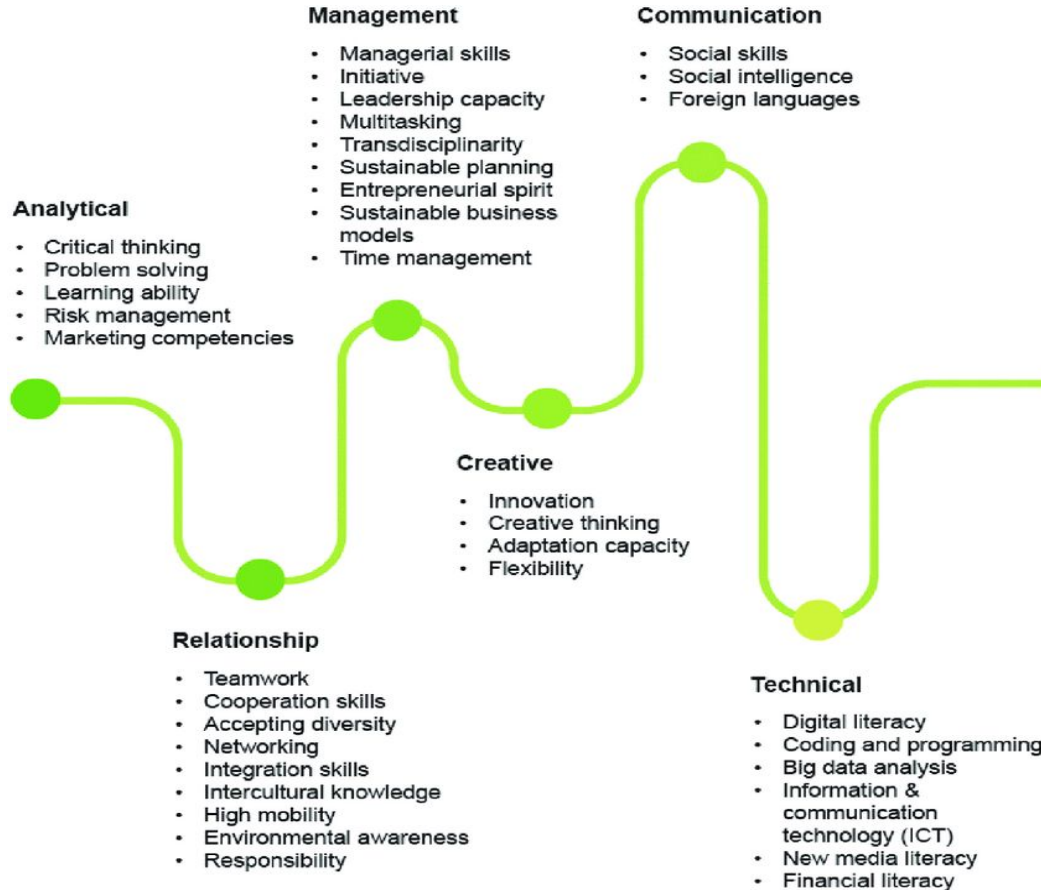 Management
• Managerial skills
• Initiative
• Leadership capacity
• Multitasking
• Transdisciplinarity
• Sustainable planning
• Entrepreneurial spirit
• Sustainable business
models
• Time management
Communication
• Social skills
• Social intelligence
• Foreign languages
Analytical
• Critical thinking
• Problem solving
• Learning ability
• Risk management
• Marketing competencies
Creative
• Innovation
• Creative thinking
• Adaptation capacity
• Flexibility
Relationship
• Teamwork
• Cooperation skills
• Accepting diversity
• Networking
• Integration skills
• Intercultural knowledge
• High mobility
• Environmental awareness
• Responsibility
Technical
• Digital literacy
• Coding and programming
• Big data analysis
• Information &
communication
technology (ICT)
• New media literacy
• Financial literacy